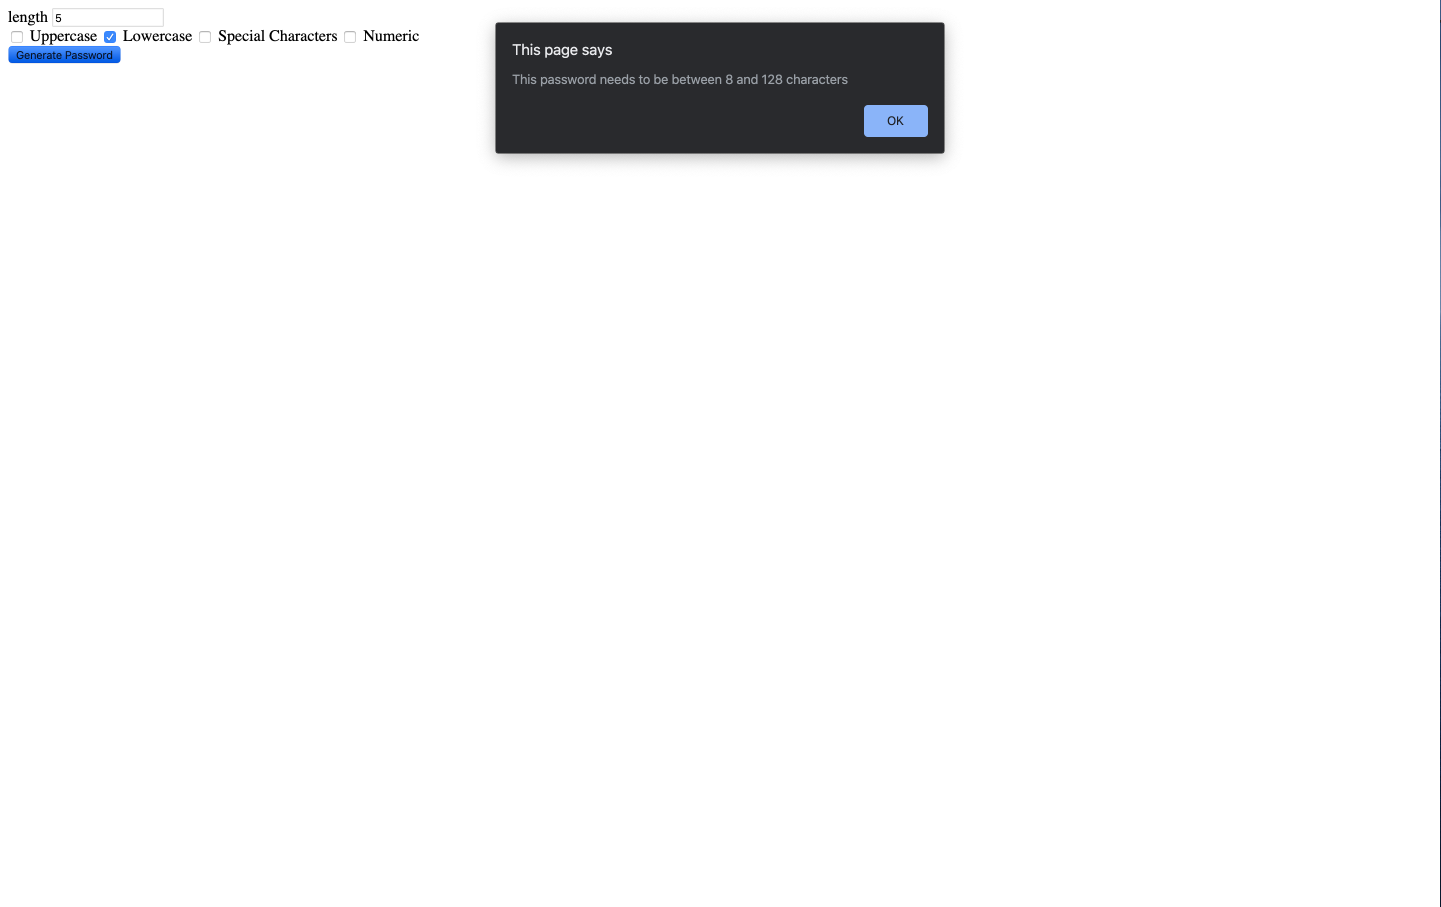 length 5
Uppercase Lowercase Special Characters Numeric
Generate Password
This page says
This password needs to be between 8 and 128 characters
OK